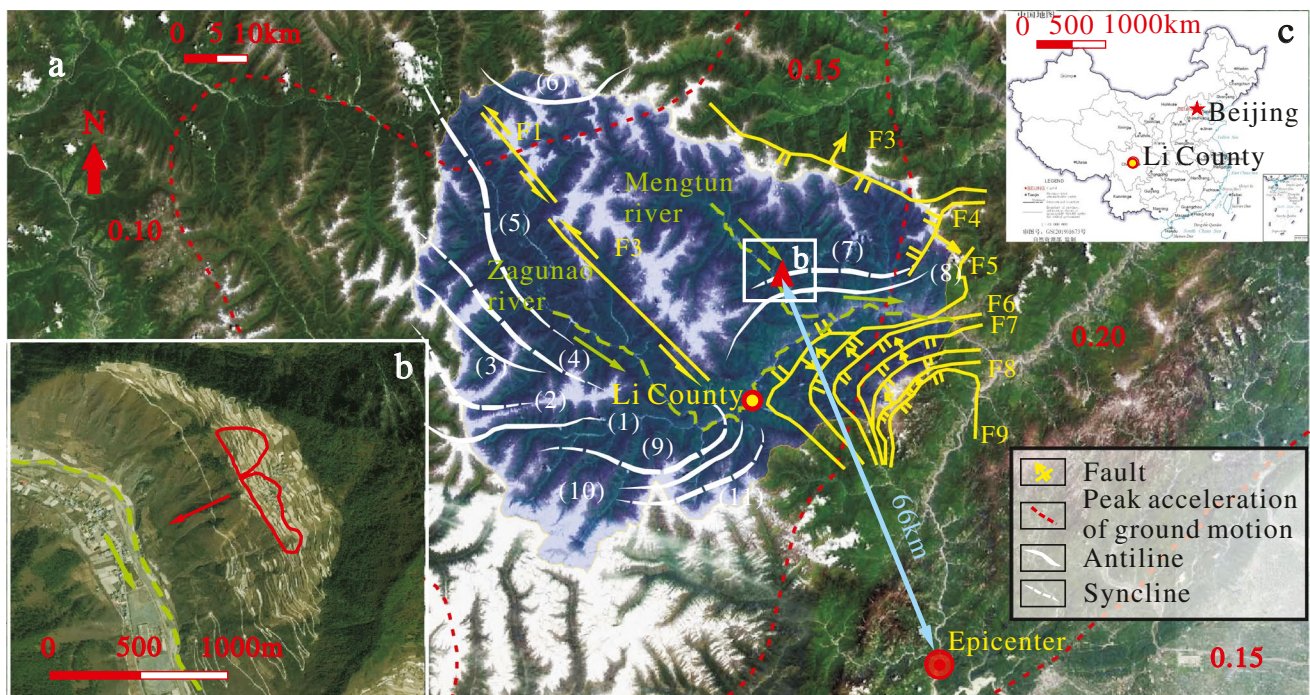 a
0 5 10km
N
0.10
0.15
(6)
F1
F3
F3
Mengtun
river
(5)
Zagunao
river
b
(7)
(8)
F4
F5
F6
F7
F8
F9
0.20
(3)
(4)
(2)
(1)
Li County
(9)
(10)
(11)
66km
Epicenter
0.15
b
0 500 1000m
c
0 500 1000km
Beijing
Li County
LEGEND
Fault
Peak acceleration
of ground motion
Antiline
Syncline